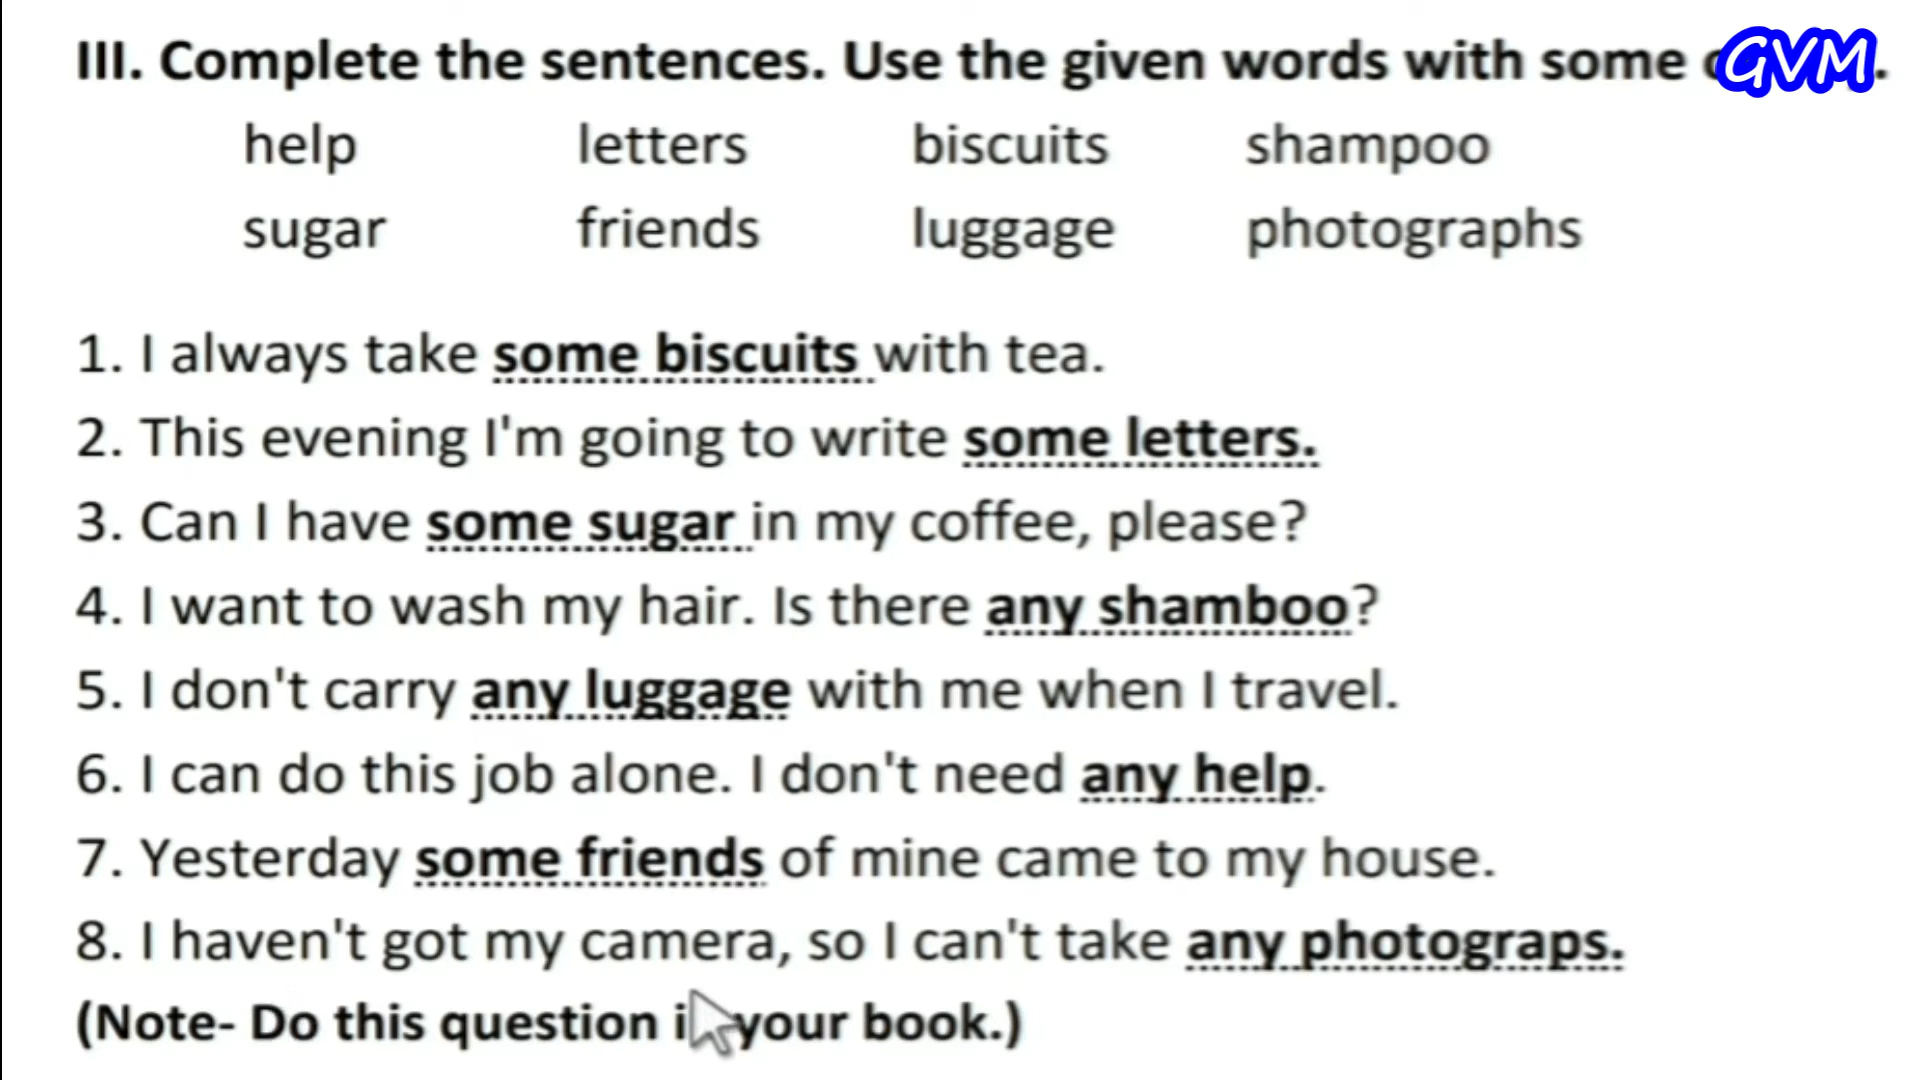 III. Complete the sentences. Use the given words with some
GVM
help letters biscuits shampoo
sugar friends luggage photographs
1. I always take some biscuits with tea.
2. This evening I'm going to write some letters.
3. Can I have some sugar in my coffee, please?
4. I want to wash my hair. Is there any shamboo?
5. I don't carry any luggage with me when I travel.
6. I can do this job alone. I don't need any help.
7. Yesterday some friends of mine came to my house.
8. I haven't got my camera, so I can't take any photograps.
(Note- Do this question your book.)